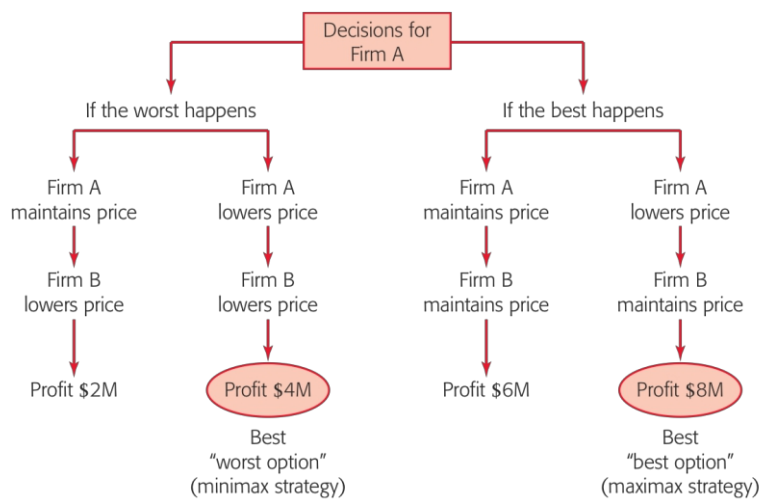 Decisions for
Firm A
If the worst happens
If the best happens
Firm A
maintains price
Firm A
lowers price
Firm A
maintains price
Firm A
lowers price
Firm B
lowers price
Firm B
lowers price
Firm B
maintains price
Firm B
maintains price
Profit $2M
Profit $4M
Profit $6M
Profit $8M
Best
“worst option”
(minimax strategy)
Best
“best option”
(maximax strategy)